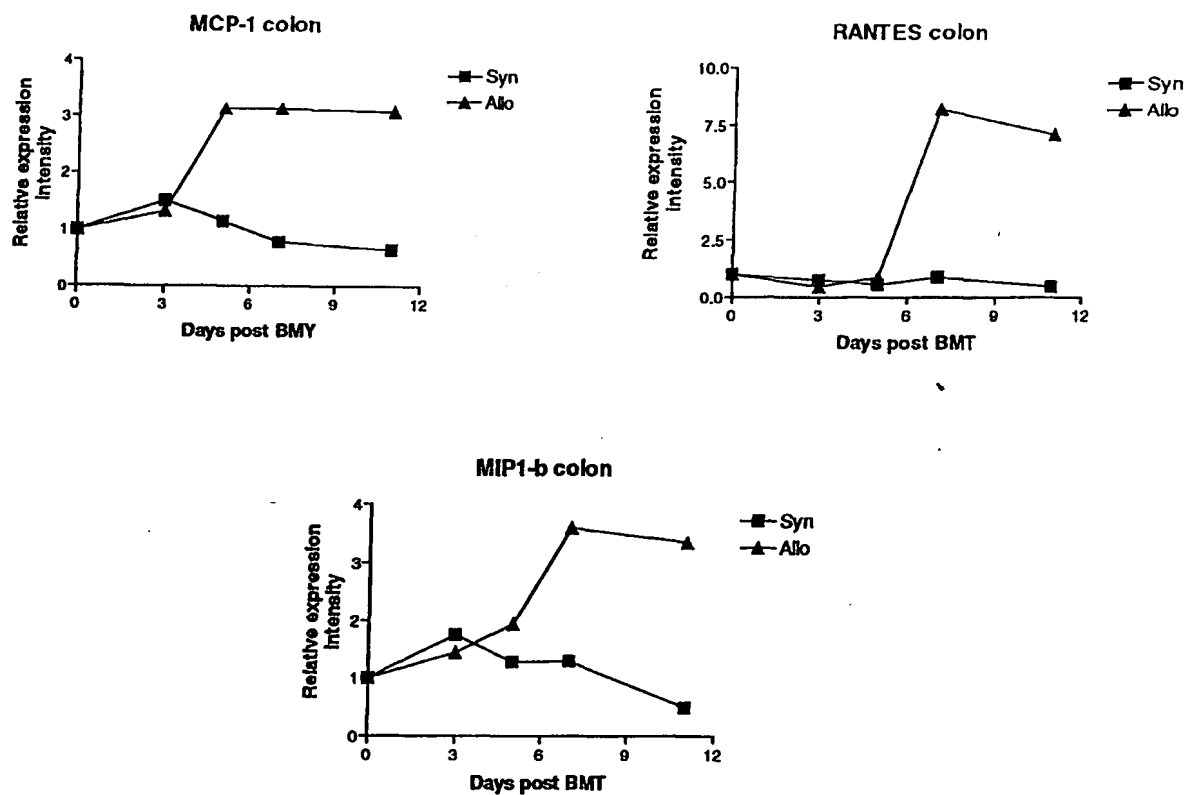 MCP-1 colon
4
3
2
1
0
Relative expression
Intensity
0 3 6 9 12
Days post BMY
Syn
Allo
RANTES colon
10.0
7.5
5.0
2.5
0.0
Relative expression
intensity
0 3 6 9 12
Days post BMT
Syn
Allo
MIP1-b colon
4
3
2
1
0
Relative expression
Intensity
0 3 6 9 12
Days post BMT
Syn
Allo